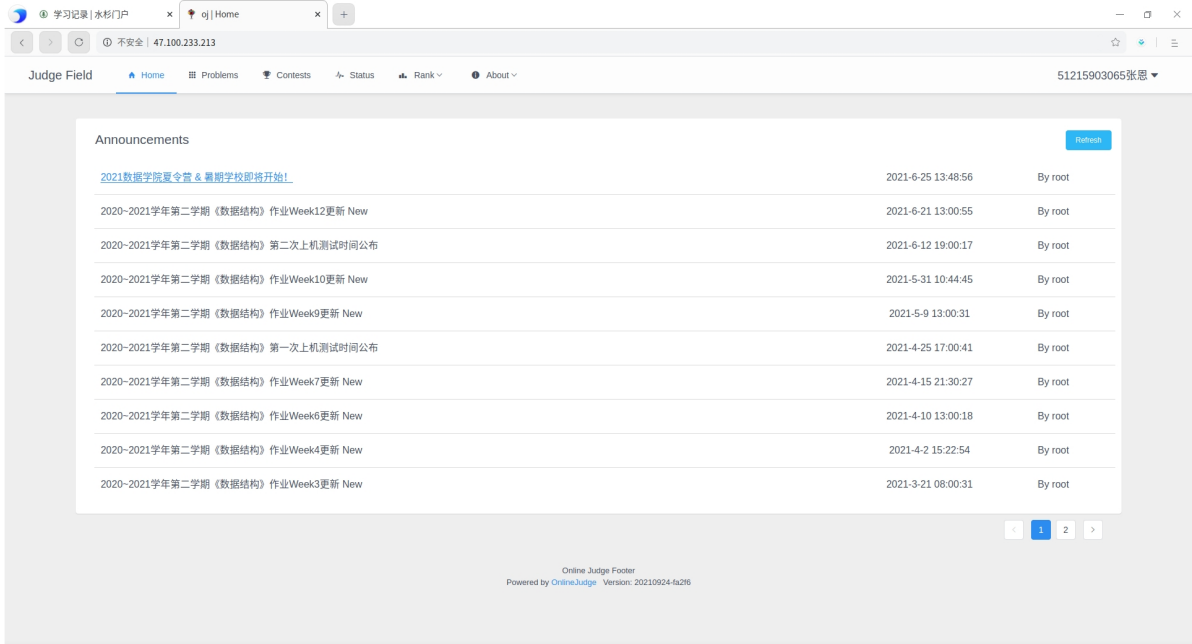 学习记录 | 水杉门户
oj | Home
不安全 47.100.233.213
Judge Field Home Problems Contests Status Rank About 51215903065张恩
Announcements Refresh
2021数据学院夏令营 & 暑期学校即将开始! 2021-6-25 13:48:56 By root
2020~2021学年第二学期《数据结构》作业Week12更新 New 2021-6-21 13:00:55 By root
2020~2021学年第二学期《数据结构》第二次上机测试时间公布 2021-6-12 19:00:17 By root
2020~2021学年第二学期《数据结构》作业Week10更新 New 2021-5-31 10:44:45 By root
2020~2021学年第二学期《数据结构》作业Week9更新 New 2021-5-9 13:00:31 By root
2020~2021学年第二学期《数据结构》第一次上机测试时间公布 2021-4-25 17:00:41 By root
2020~2021学年第二学期《数据结构》作业Week7更新 New 2021-4-15 21:30:27 By root
2020~2021学年第二学期《数据结构》作业Week6更新 New 2021-4-10 13:00:18 By root
2020~2021学年第二学期《数据结构》作业Week4更新 New 2021-4-2 15:22:54 By root
2020~2021学年第二学期《数据结构》作业Week3更新 New 2021-3-21 08:00:31 By root
1 2
Online Judge Footer
Powered by OnlineJudge Version: 20210924-fa2f6